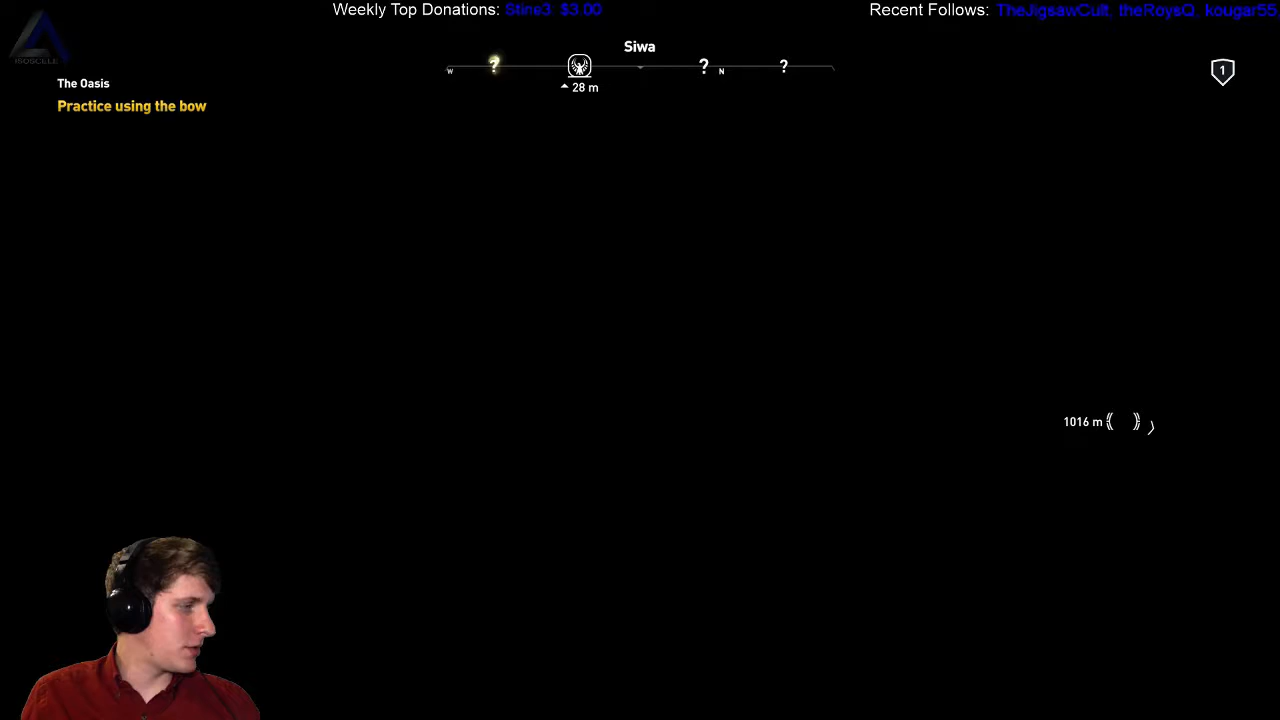 Weekly Top Donations: Stine3: $3.00
Recent Follows: TheJigsawCult, theRoysQ, kougar55
ISOSCELE
Siwa
W ? ? N ?
28 m
1
The Oasis
Practice using the bow
1016 m